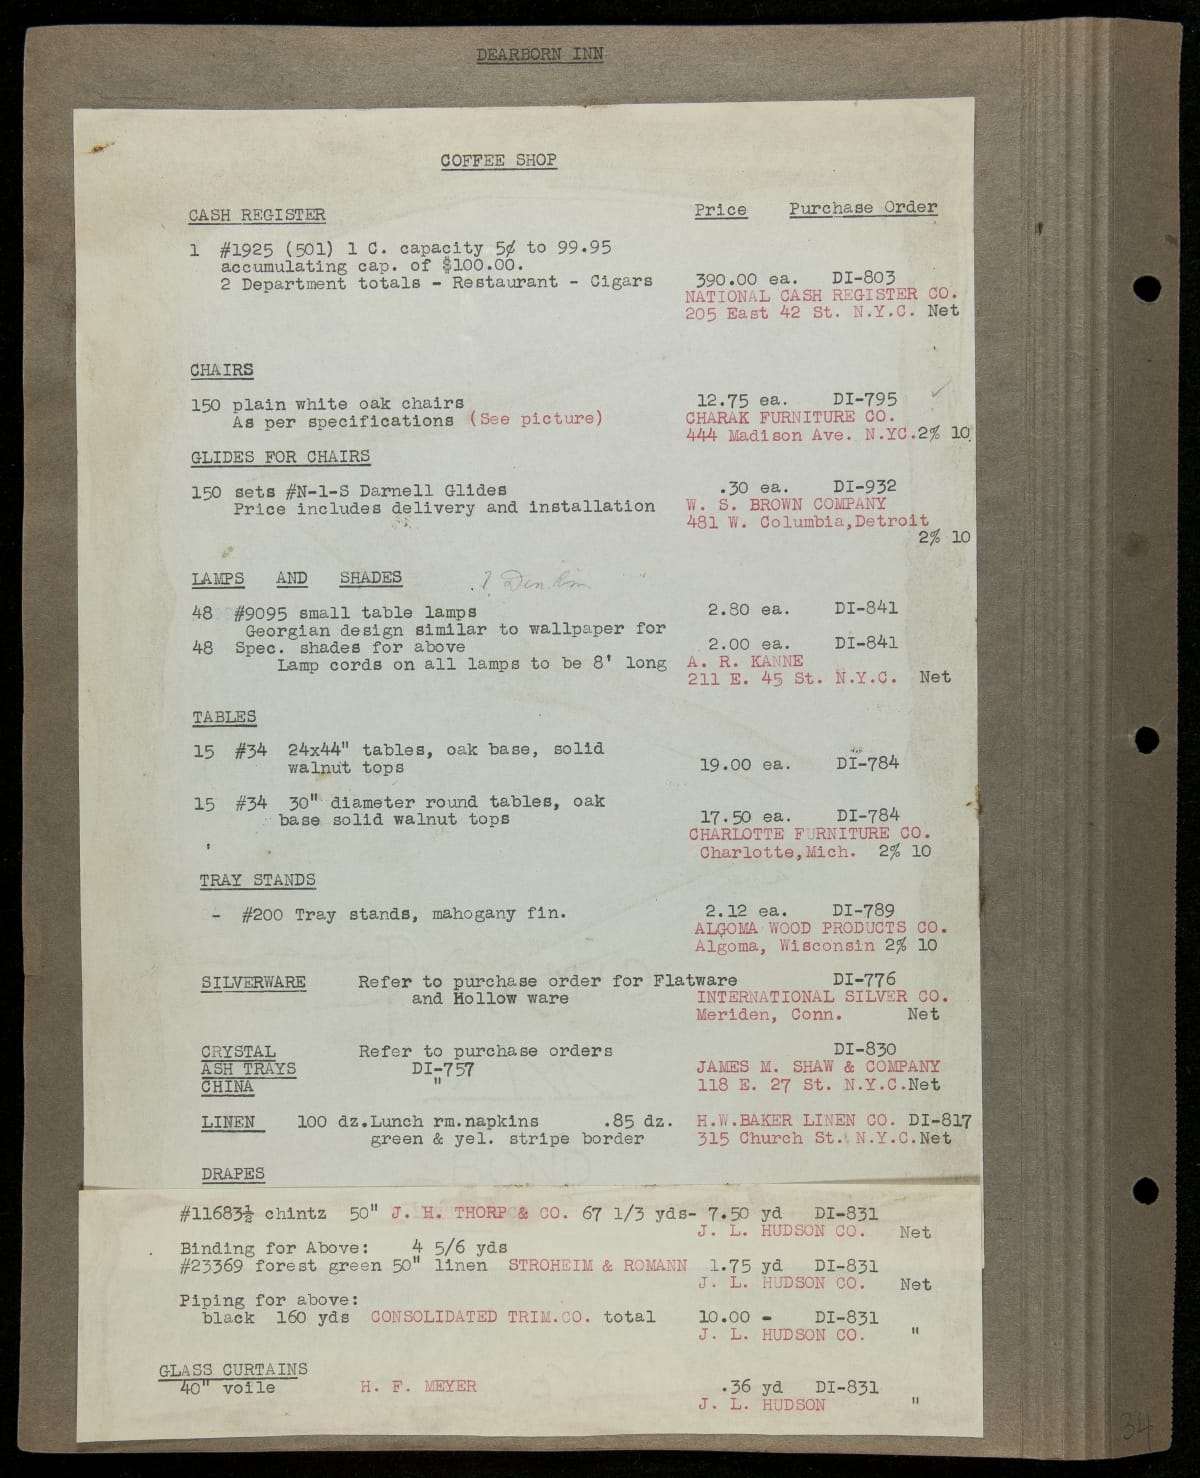 DEARBORN INN
COFFEE SHOP
CASH REGISTER Price Purchase Order
1 #1925 (501) 1 C. capacity 5¢ to 99.95
accumulating cap. of $100.00.
2 Department totals - Restaurant - Cigars 390.00 ea. DI-803
NATIONAL CASH REGISTER CO.
205 East 42 St. N.Y.C. Net
CHAIRS
150 plain white oak chairs 12.75 ea. DI-795
As per specifications (See picture) CHARAK FURNITURE CO.
444 Madison Ave. N.YC.2% 10
GLIDES FOR CHAIRS
150 sets #N-1-S Darnell Glides .30 ea. DI-932
Price includes delivery and installation W. S. BROWN COMPANY
481 W. Columbia,Detroit
2% 10
LAMPS AND SHADES ?
48 #9095 small table lamps 2.80 ea. DI-841
Georgian design similar to wallpaper for
48 Spec. shades for above 2.00 ea. DI-841
Lamp cords on all lamps to be 8' long A. R. KANNE
211 E. 45 St. N.Y.C. Net
TABLES
15 #34 24x44" tables, oak base, solid
walnut tops 19.00 ea. DI-784
15 #34 30" diameter round tables, oak
base solid walnut tops 17.50 ea. DI-784
CHARLOTTE FURNITURE CO.
Charlotte,Mich. 2% 10
TRAY STANDS
- #200 Tray stands, mahogany fin. 2.12 ea. DI-789
ALGOMA WOOD PRODUCTS CO.
Algoma, Wisconsin 2% 10
SILVERWARE Refer to purchase order for Flatware DI-776
and Hollow ware INTERNATIONAL SILVER CO.
Meriden, Conn. Net
CRYSTAL Refer to purchase orders DI-830
ASH TRAYS DI-757 JAMES M. SHAW & COMPANY
CHINA " 118 E. 27 St. N.Y.C.Net
LINEN 100 dz.Lunch rm.napkins .85 dz. H.W.BAKER LINEN CO. DI-817
green & yel. stripe border 315 Church St. N.Y.C.Net
DRAPES
#11683½ chintz 50" J. H. THORP & CO. 67 1/3 yds- 7.50 yd DI-831
J. L. HUDSON CO. Net
Binding for Above: 4 5/6 yds
#23369 forest green 50" linen STROHEIM & ROMANN 1.75 yd DI-831
J. L. HUDSON CO. Net
Piping for above:
black 160 yds CONSOLIDATED TRIM.CO. total 10.00 - DI-831
J. L. HUDSON CO. "
GLASS CURTAINS
40" voile H. F. MEYER .36 yd DI-831
J. L. HUDSON "
34